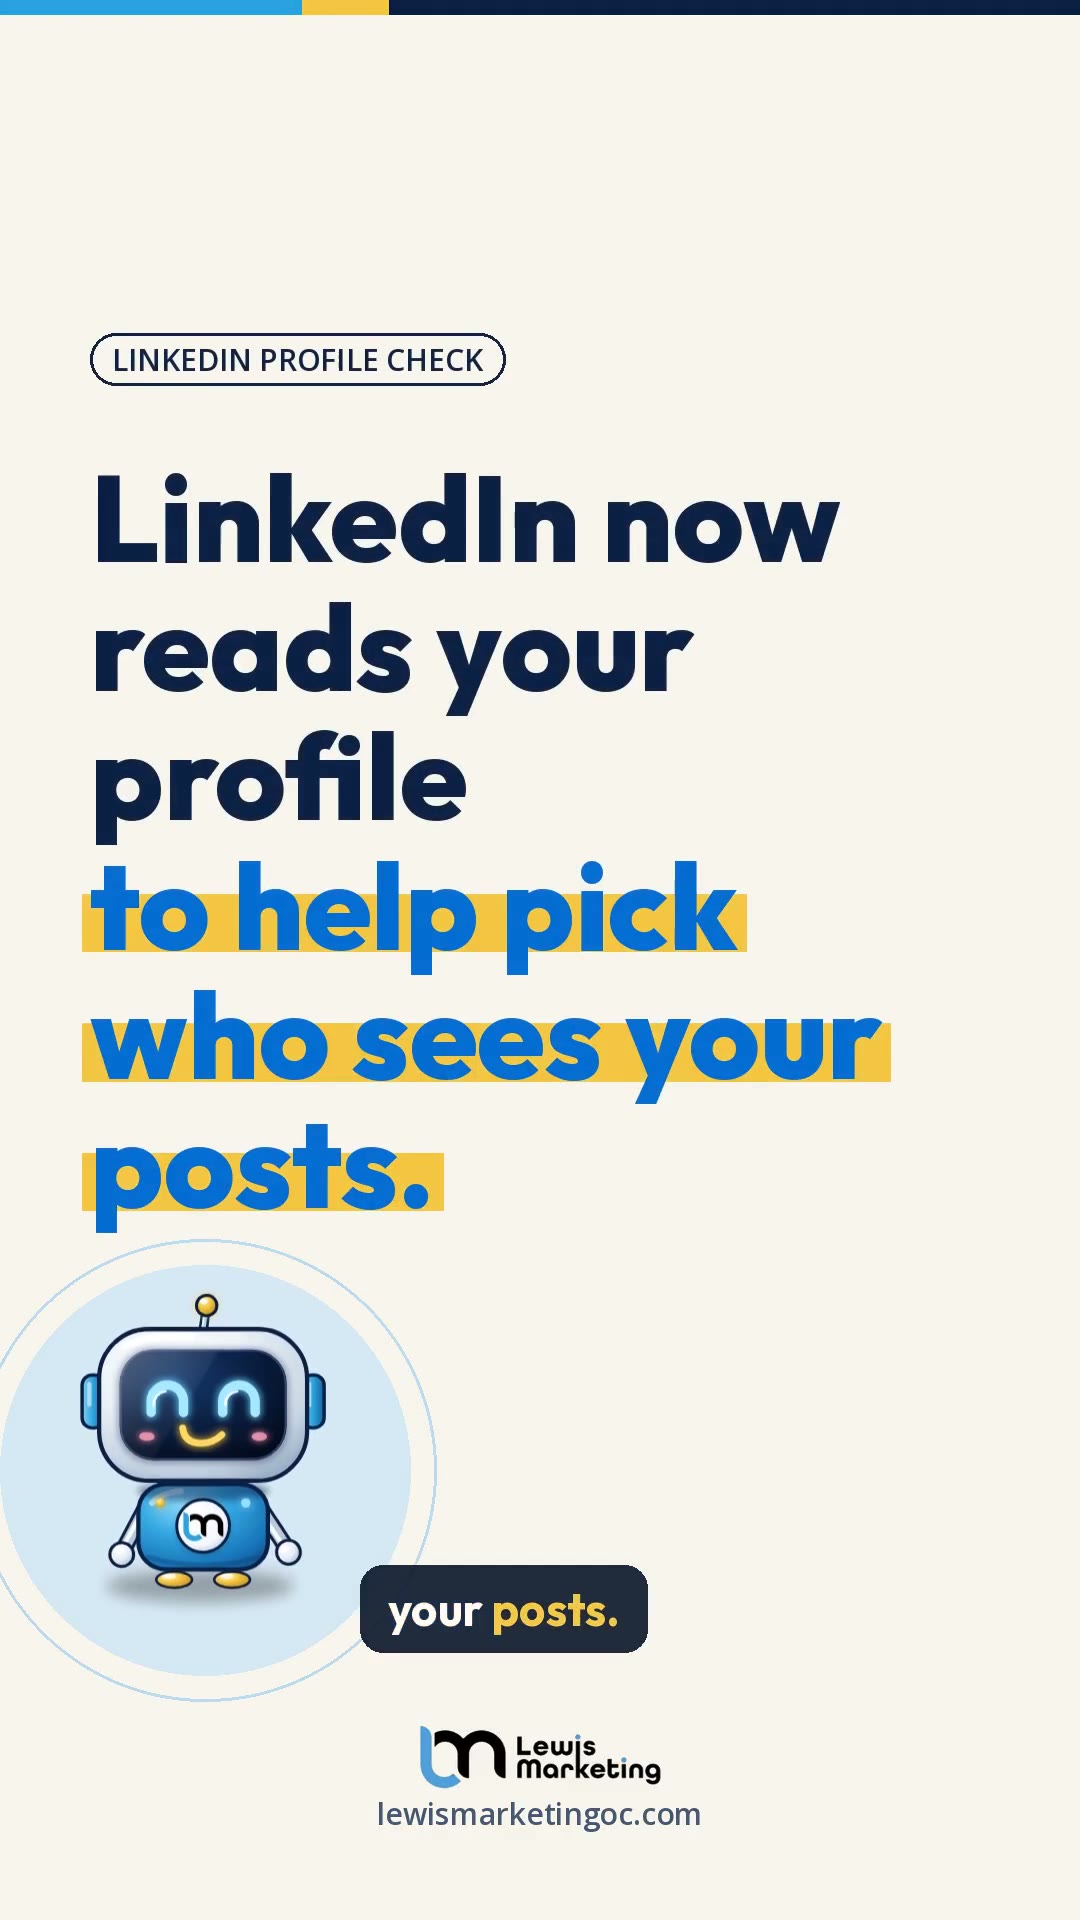 LINKEDIN PROFILE CHECK
LinkedIn now
reads your
profile
to help pick
who sees your
posts.
your posts.
Lewis
Marketing
lewismarketingoc.com